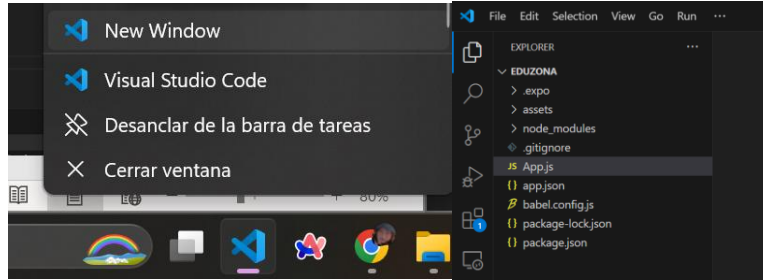 New Window
Visual Studio Code
Desanclar de la barra de tareas
Cerrar ventana
80%
File Edit Selection View Go Run ...
EXPLORER ...
EDUZONA
.expo
assets
node_modules
.gitignore
JS App.js
{} app.json
babel.config.js
{} package-lock.json
{} package.json
1